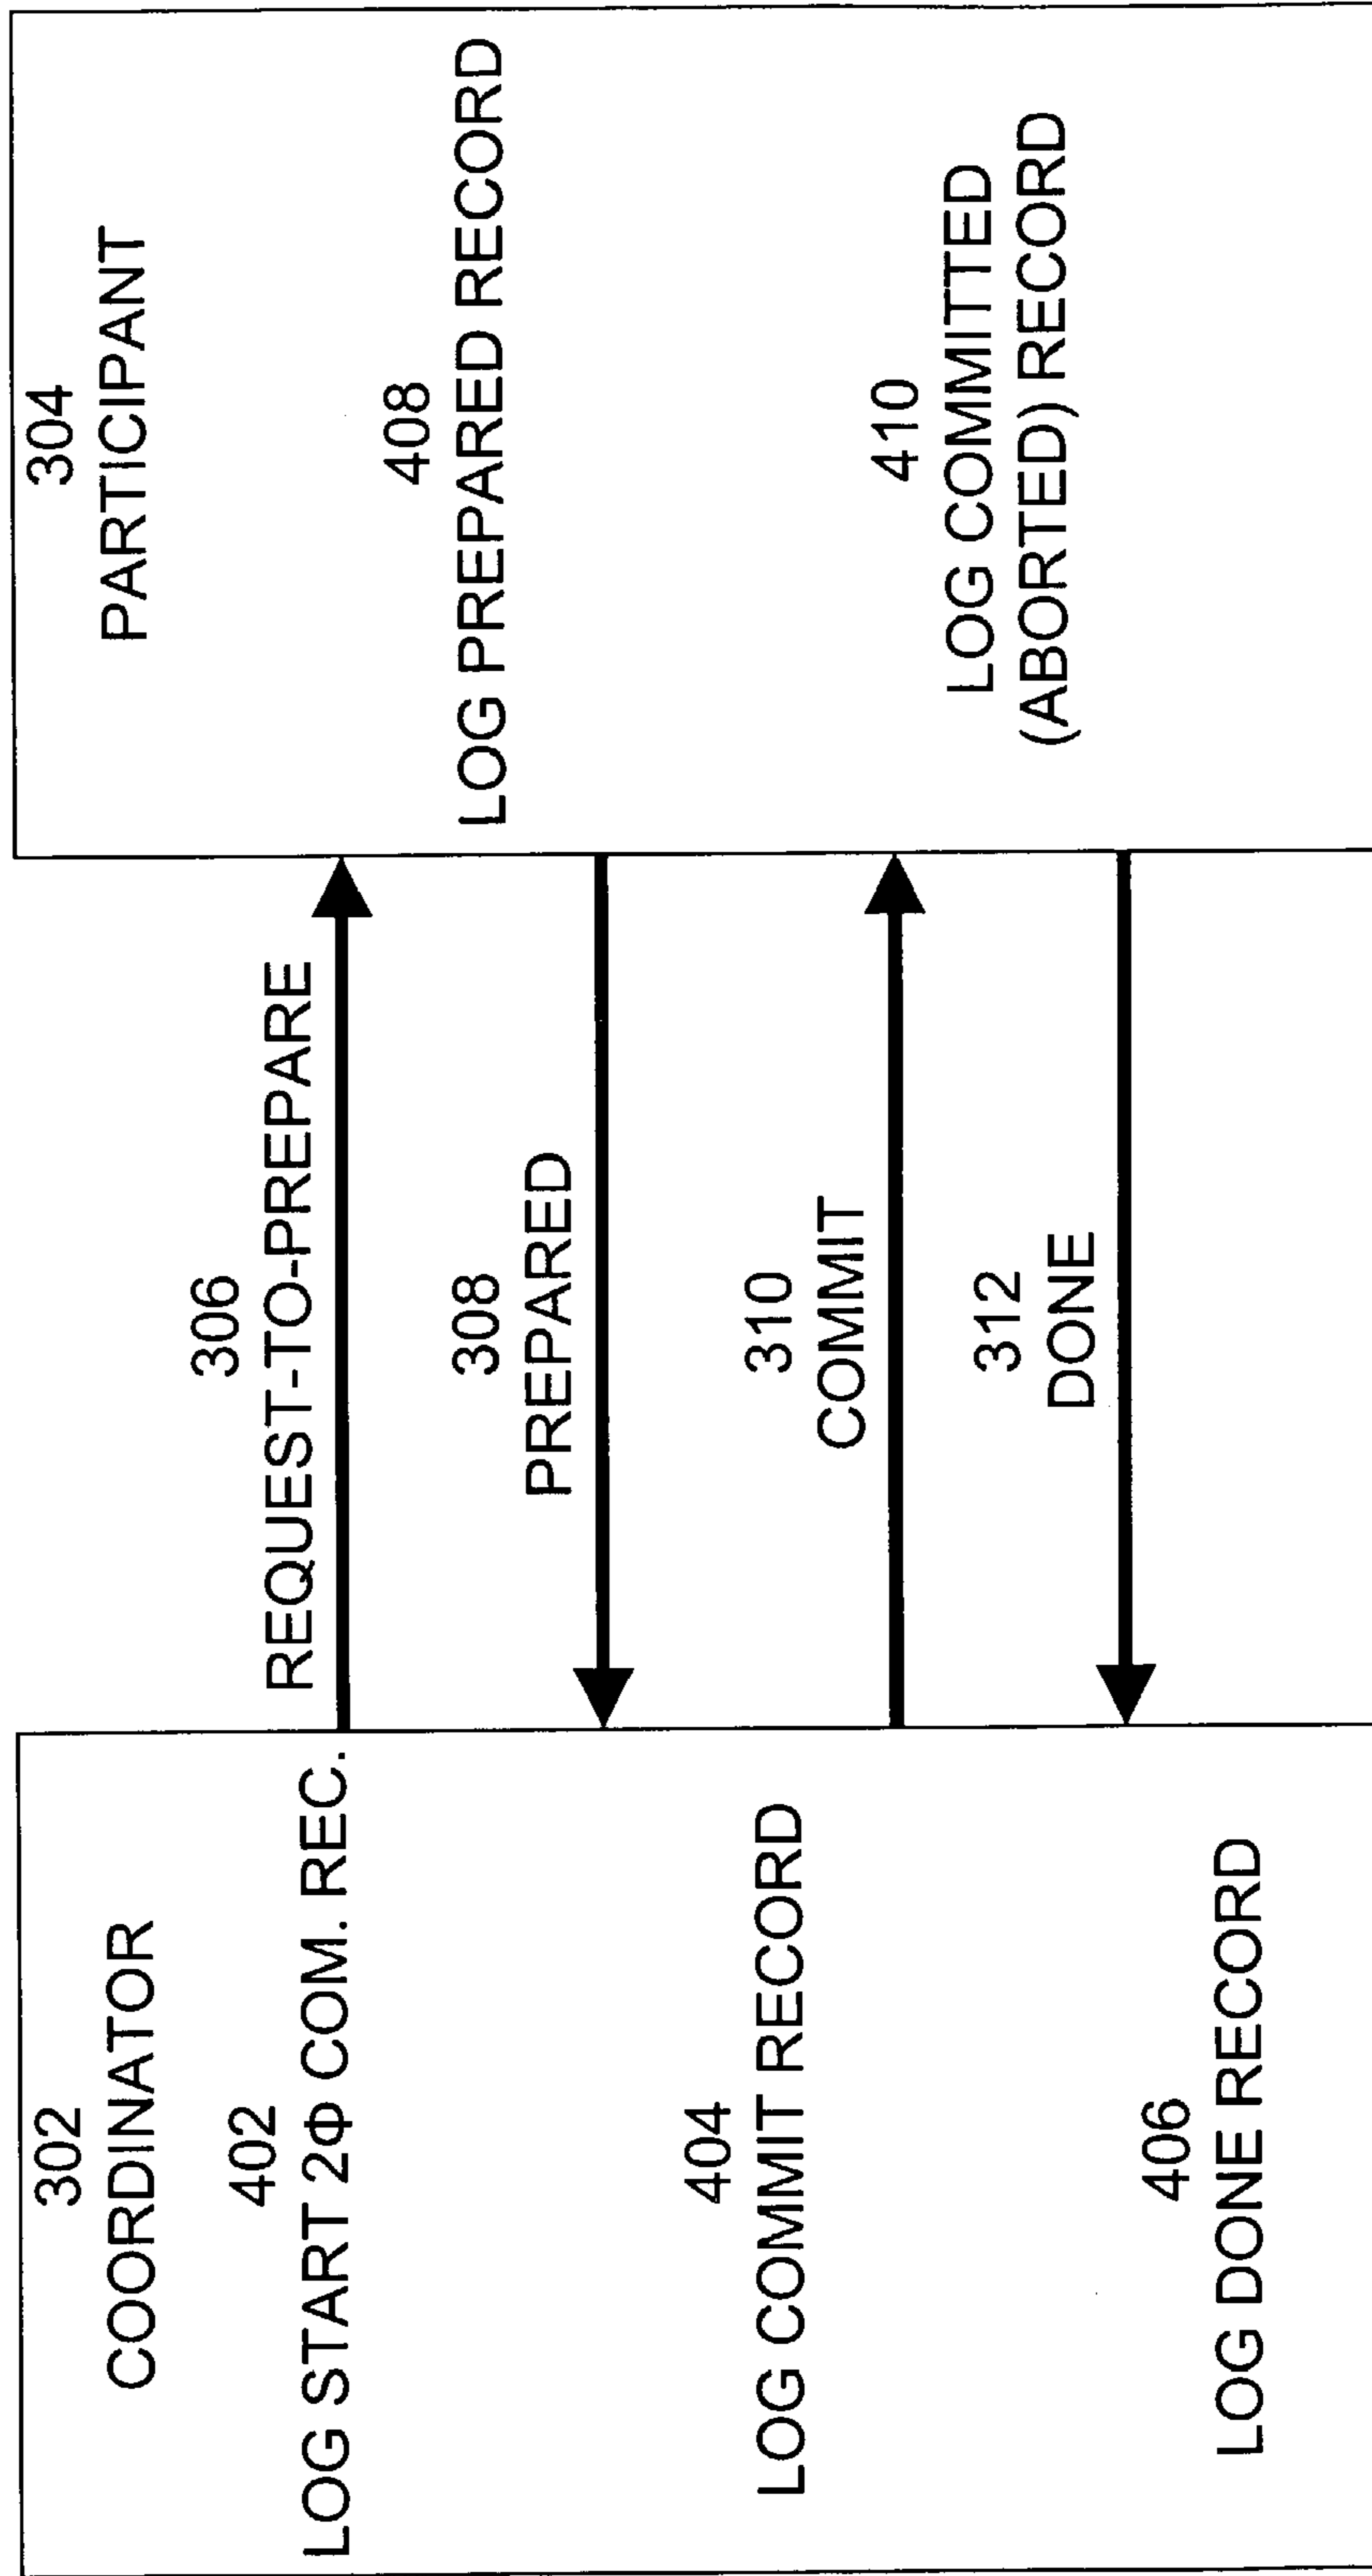 302
COORDINATOR
402
LOG START 2Φ COM. REC.
404
LOG COMMIT RECORD
406
LOG DONE RECORD
306
REQUEST-TO-PREPARE
308
PREPARED
310
COMMIT
312
DONE
304
PARTICIPANT
408
LOG PREPARED RECORD
410
LOG COMMITTED
(ABORTED) RECORD